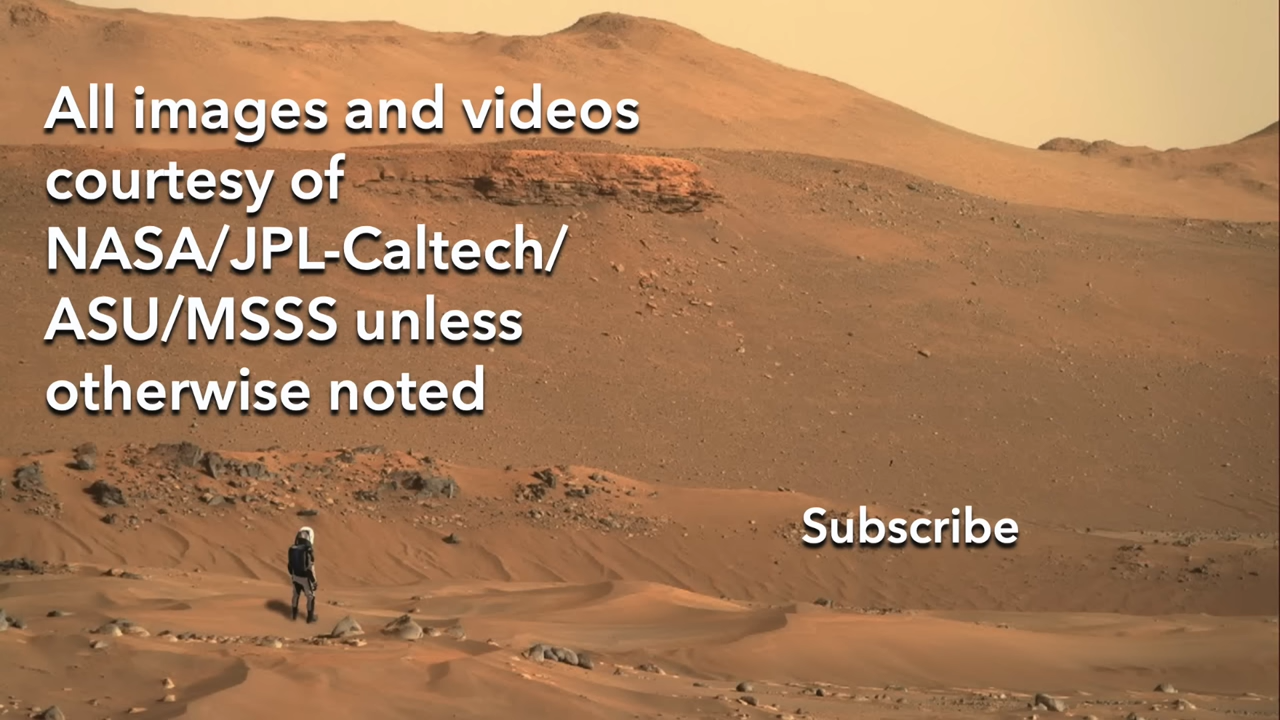 All images and videos
courtesy of
NASA/JPL-Caltech/
ASU/MSSS unless
otherwise noted
Subscribe